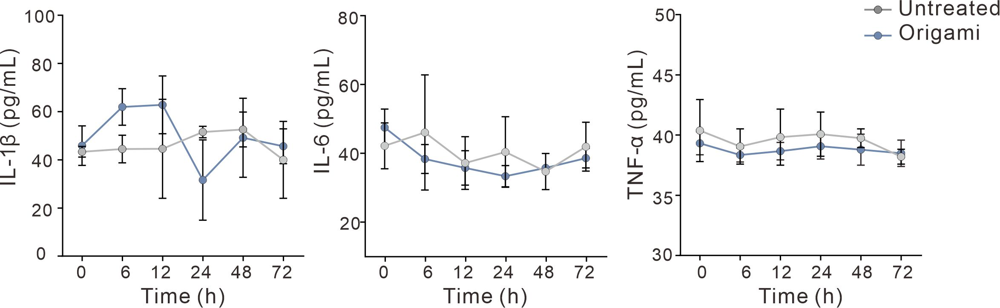 Untreated
Origami
IL-1β (pg/mL)
100
80
60
40
20
0
0 6 12 24 48 72
Time (h)
IL-6 (pg/mL)
80
60
40
20
0 6 12 24 48 72
Time (h)
TNF-α (pg/mL)
50
45
40
35
30
0 6 12 24 48 72
Time (h)